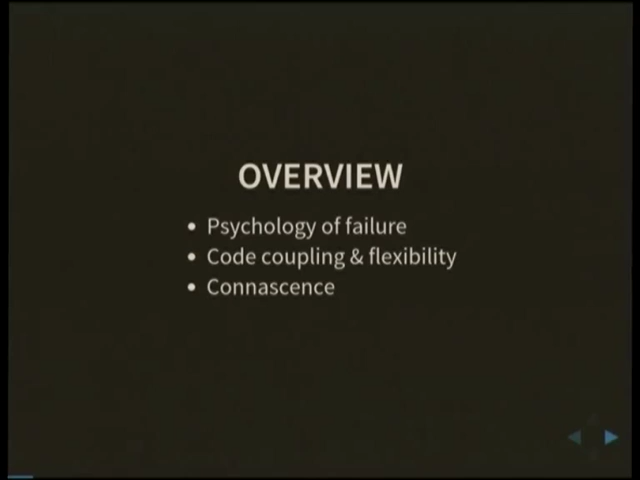 OVERVIEW
• Psychology of failure
• Code coupling & flexibility
• Connascence